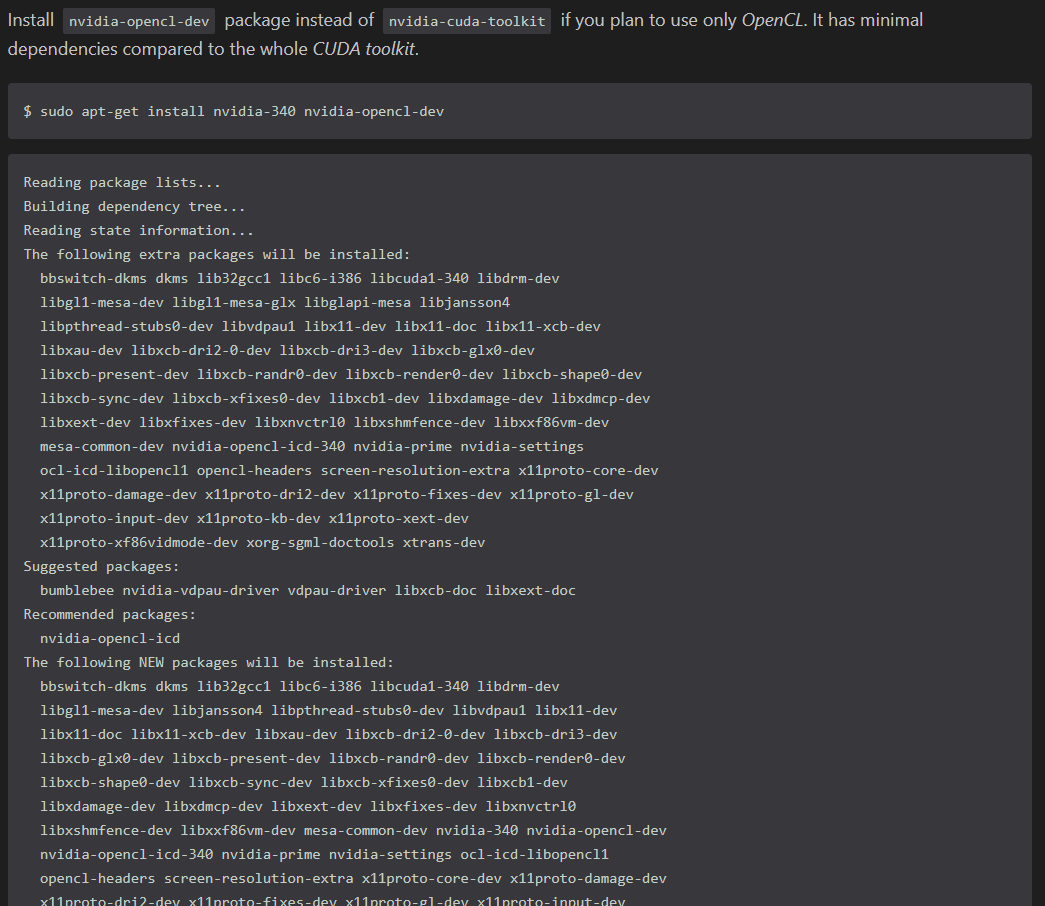 Install nvidia-opencl-dev package instead of nvidia-cuda-toolkit if you plan to use only OpenCL. It has minimal
dependencies compared to the whole CUDA toolkit.
$ sudo apt-get install nvidia-340 nvidia-opencl-dev
Reading package lists...
Building dependency tree...
Reading state information...
The following extra packages will be installed:
bbswitch-dkms dkms lib32gcc1 libc6-i386 libcuda1-340 libdrm-dev
libgl1-mesa-dev libgl1-mesa-glx libglapi-mesa libjansson4
libpthread-stubs0-dev libvdpau1 libx11-dev libx11-doc libx11-xcb-dev
libxau-dev libxcb-dri2-0-dev libxcb-dri3-dev libxcb-glx0-dev
libxcb-present-dev libxcb-randr0-dev libxcb-render0-dev libxcb-shape0-dev
libxcb-sync-dev libxcb-xfixes0-dev libxcb1-dev libxdamage-dev libxdmcp-dev
libxext-dev libxfixes-dev libxnvctrl0 libxshmfence-dev libxxf86vm-dev
mesa-common-dev nvidia-opencl-icd-340 nvidia-prime nvidia-settings
ocl-icd-libopencl1 opencl-headers screen-resolution-extra x11proto-core-dev
x11proto-damage-dev x11proto-dri2-dev x11proto-fixes-dev x11proto-gl-dev
x11proto-input-dev x11proto-kb-dev x11proto-xext-dev
x11proto-xf86vidmode-dev xorg-sgml-doctools xtrans-dev
Suggested packages:
bumblebee nvidia-vdpau-driver vdpau-driver libxcb-doc libxext-doc
Recommended packages:
nvidia-opencl-icd
The following NEW packages will be installed:
bbswitch-dkms dkms lib32gcc1 libc6-i386 libcuda1-340 libdrm-dev
libgl1-mesa-dev libjansson4 libpthread-stubs0-dev libvdpau1 libx11-dev
libx11-doc libx11-xcb-dev libxau-dev libxcb-dri2-0-dev libxcb-dri3-dev
libxcb-glx0-dev libxcb-present-dev libxcb-randr0-dev libxcb-render0-dev
libxcb-shape0-dev libxcb-sync-dev libxcb-xfixes0-dev libxcb1-dev
libxdamage-dev libxdmcp-dev libxext-dev libxfixes-dev libxnvctrl0
libxshmfence-dev libxxf86vm-dev mesa-common-dev nvidia-340 nvidia-opencl-dev
nvidia-opencl-icd-340 nvidia-prime nvidia-settings ocl-icd-libopencl1
opencl-headers screen-resolution-extra x11proto-core-dev x11proto-damage-dev
x11proto-dri2-dev x11proto-fixes-dev x11proto-gl-dev x11proto-input-dev